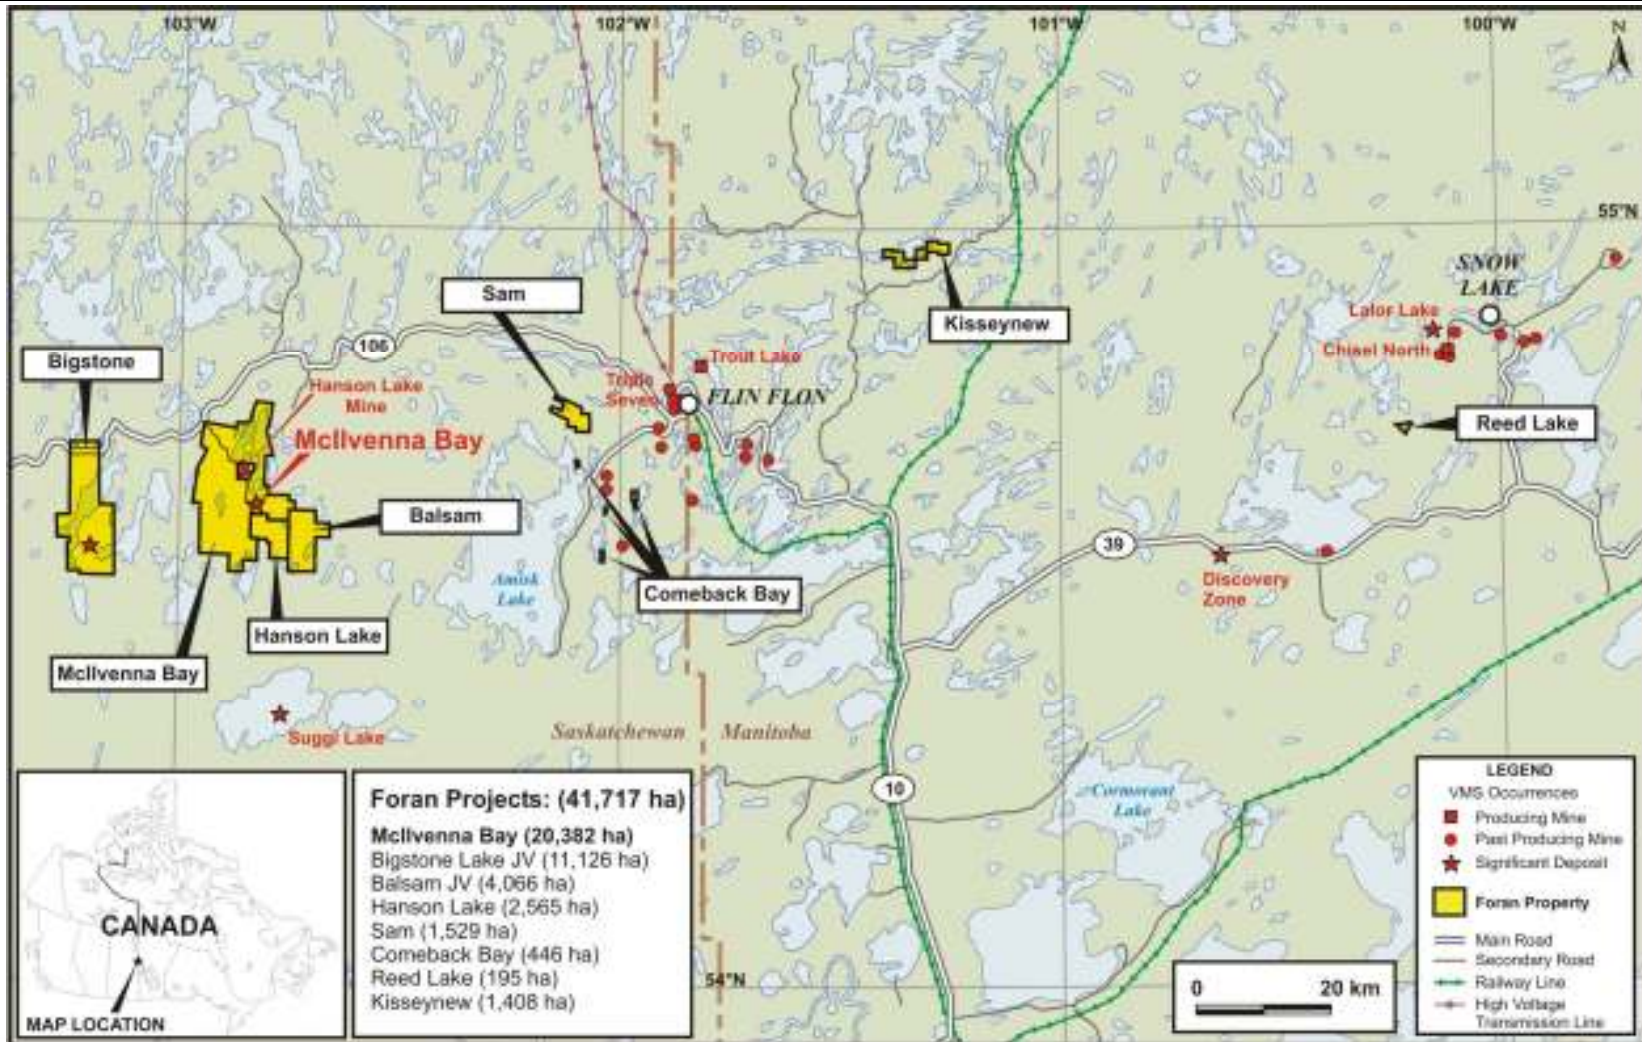 103°W
102°W
101°W
100°W
N
55°N
SNOW
LAKE
Sam
Lalor Lake
Kisseynew
106
Chisel North
Bigstone
Trout Lake
Hanson Lake
Mine
Triple
Seven
FLIN FLON
Reed Lake
McIlvenna Bay
Balsam
39
Amisk
Lake
Discovery
Zone
Comeback Bay
Hanson Lake
McIlvenna Bay
Suggi Lake
Saskatchewan
Manitoba
10
Cormorant
Lake
54°N
CANADA
MAP LOCATION
Foran Projects: (41,717 ha)
McIlvenna Bay (20,382 ha)
Bigstone Lake JV (11,126 ha)
Balsam JV (4,066 ha)
Hanson Lake (2,565 ha)
Sam (1,529 ha)
Comeback Bay (446 ha)
Reed Lake (195 ha)
Kisseynew (1,408 ha)
0 20 km
LEGEND
VMS Occurrences
Producing Mine
Past Producing Mine
Significant Deposit
Foran Property
Main Road
Secondary Road
Railway Line
High Voltage
Transmission Line